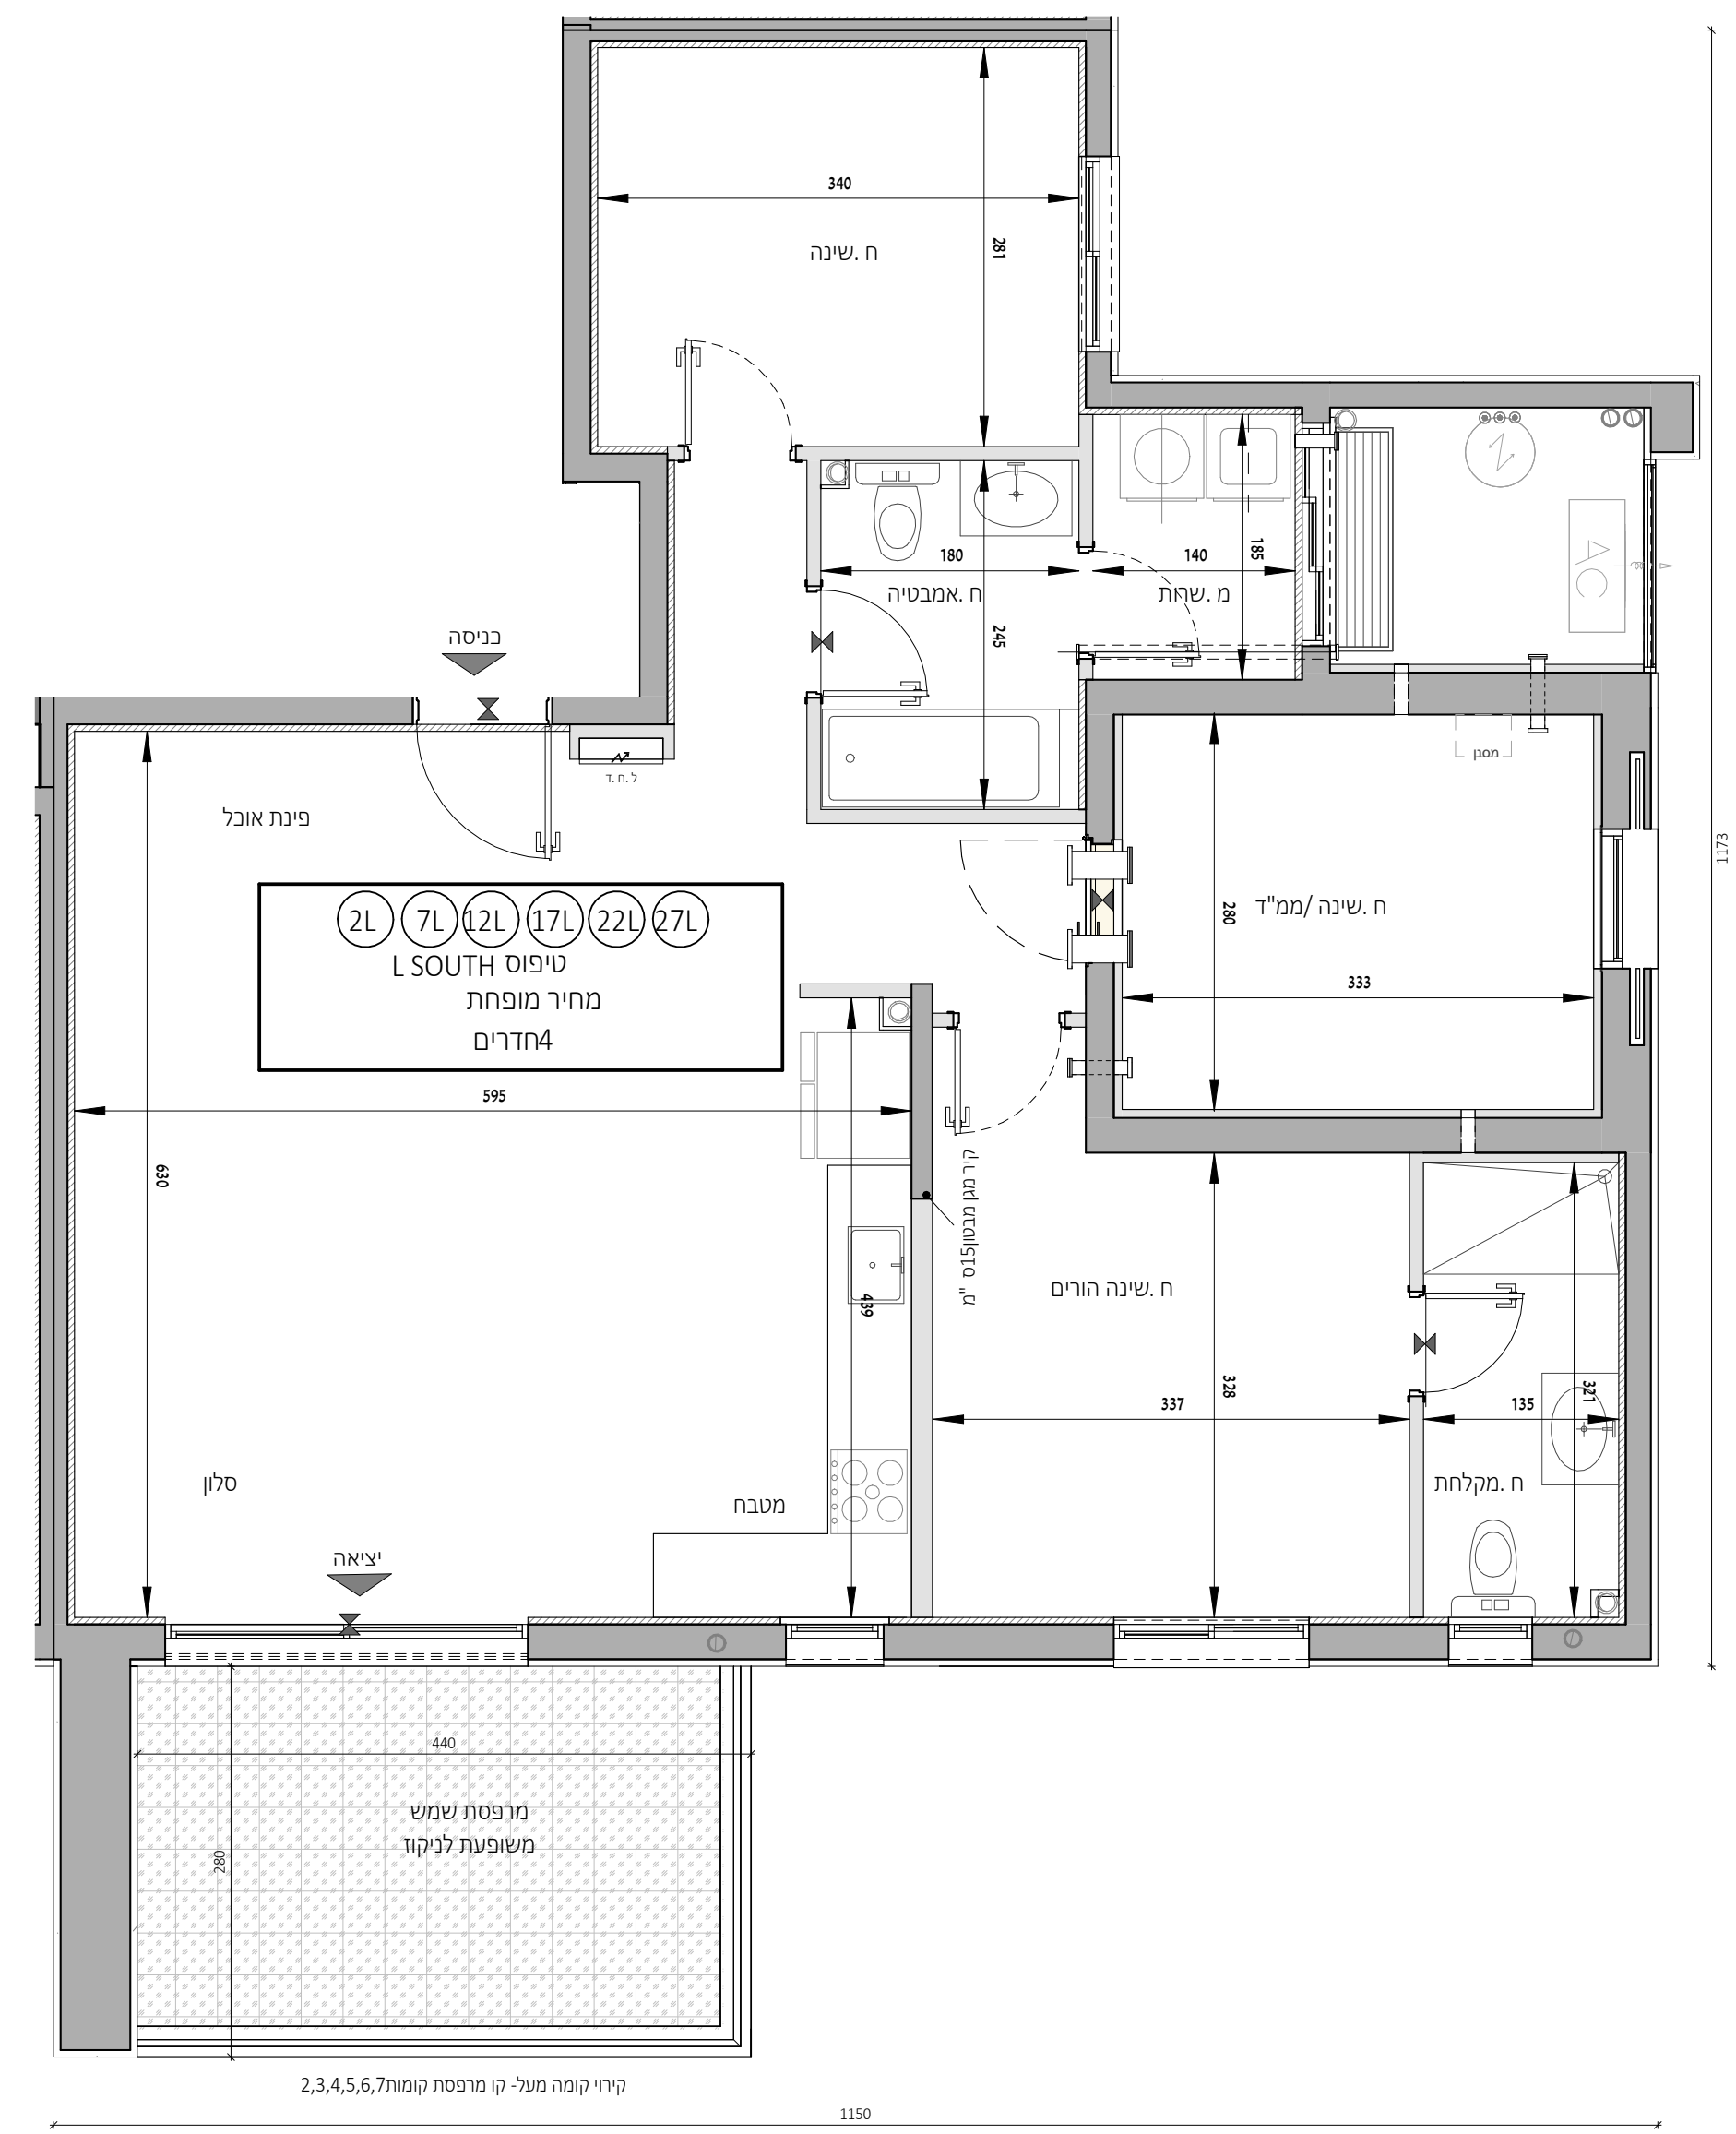 340
281
ח .שינה
כניסה
180
ח .אמבטיה
245
140
185
מ .שרות
AC
מסנן
ל .ח .ד
פינת אוכל
2L 7L 12L 17L 22L 27L
טיפוס L SOUTH
מחיר מופחת
4חדרים
280
ח .שינה /ממ"ד
333
1173
595
630
439
קיר מגן מבטון15 ס"מ
ח .שינה הורים
328
337
321
135
ח .מקלחת
סלון
מטבח
יציאה
440
280
מרפסת שמש
משופעת לניקוז
קירוי קומה מעל- קו מרפסת קומות2,3,4,5,6,7
1150